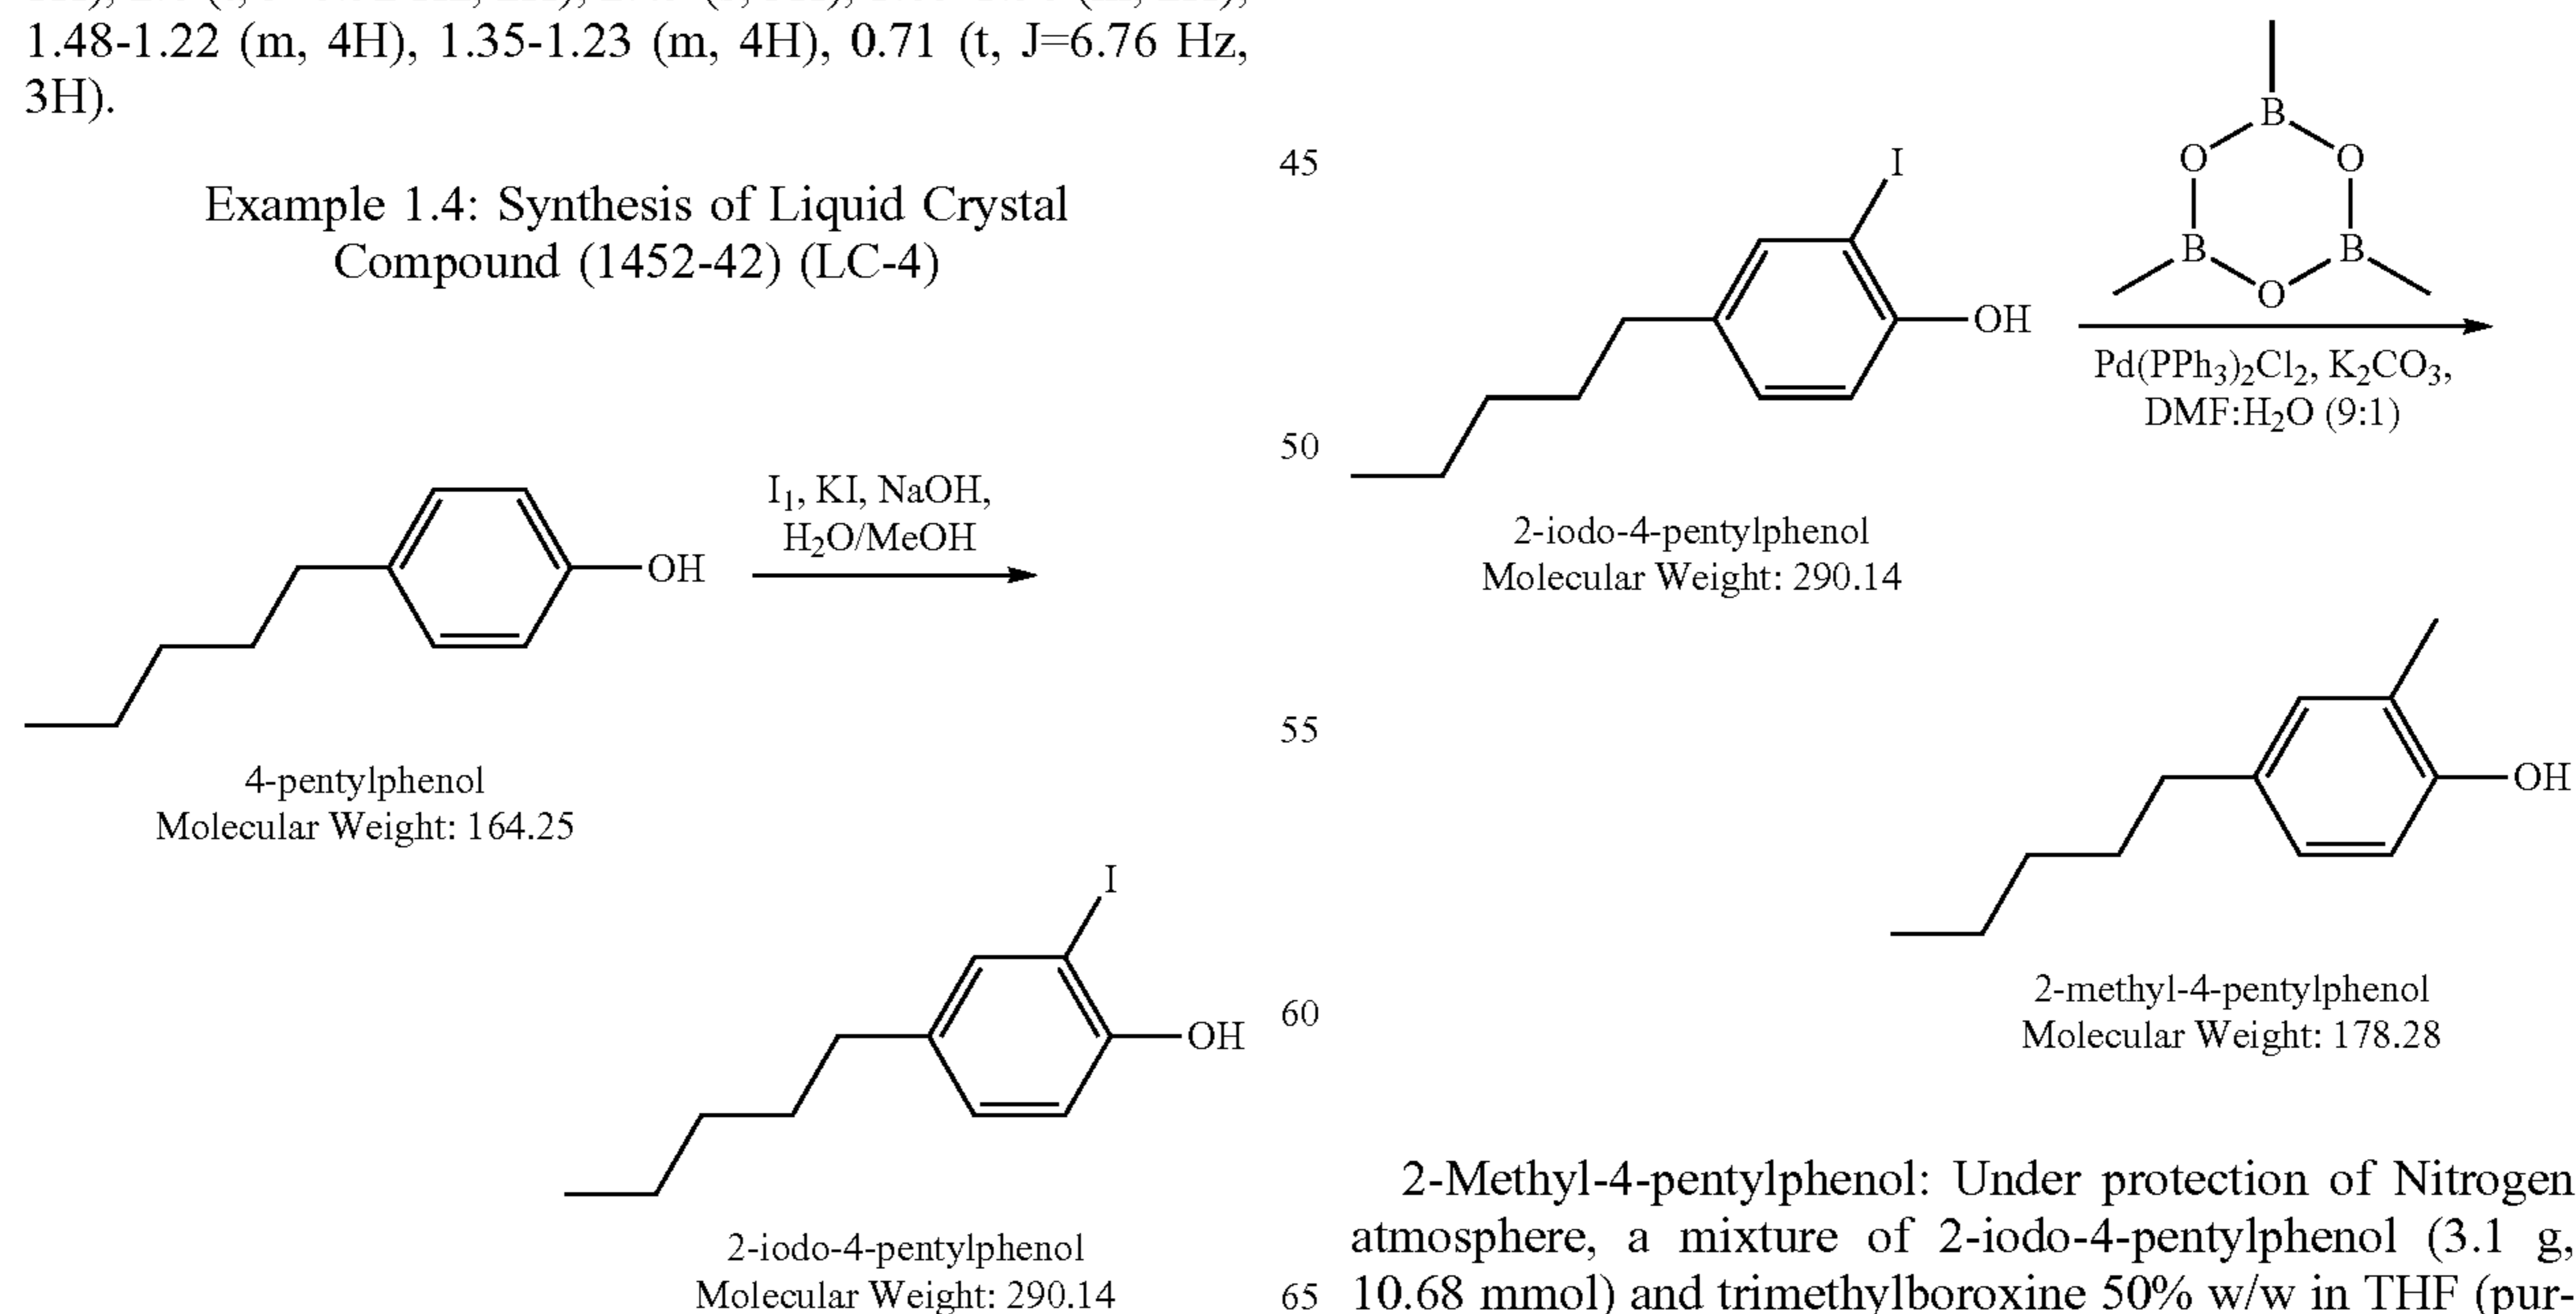 1.48-1.22 (m, 4H), 1.35-1.23 (m, 4H), 0.71 (t, J=6.76 Hz,
3H).
Example 1.4: Synthesis of Liquid Crystal
Compound (1452-42) (LC-4)
OH
I₁, KI, NaOH,
H₂O/MeOH
4-pentylphenol
Molecular Weight: 164.25
I
OH
2-iodo-4-pentylphenol
Molecular Weight: 290.14
45
50
55
60
65
I
OH
B
O
O
B
B
O
Pd(PPh₃)₂Cl₂, K₂CO₃,
DMF:H₂O (9:1)
2-iodo-4-pentylphenol
Molecular Weight: 290.14
OH
2-methyl-4-pentylphenol
Molecular Weight: 178.28
2-Methyl-4-pentylphenol: Under protection of Nitrogen
atmosphere, a mixture of 2-iodo-4-pentylphenol (3.1 g,
10.68 mmol) and trimethylboroxine 50% w/w in THF (pur-